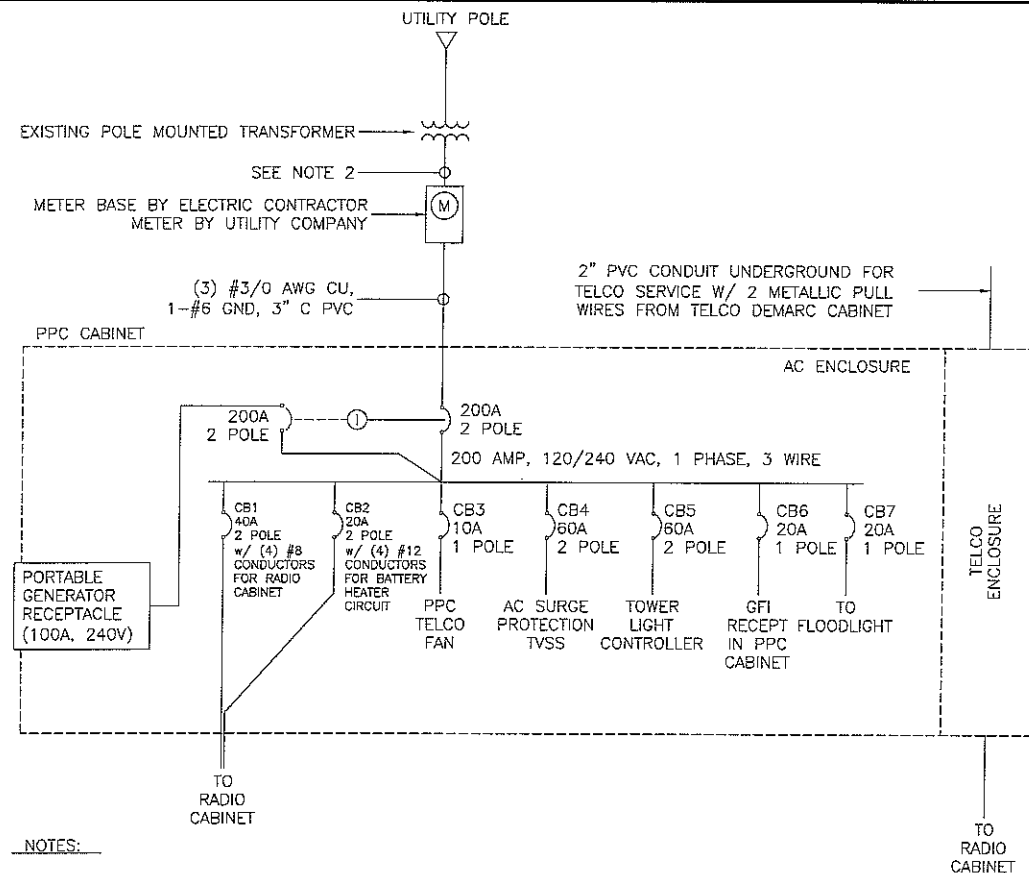 UTILITY POLE
EXISTING POLE MOUNTED TRANSFORMER
SEE NOTE 2
METER BASE BY ELECTRIC CONTRACTOR
METER BY UTILITY COMPANY
M
(3) #3/0 AWG CU,
1-#6 GND, 3" C PVC
2" PVC CONDUIT UNDERGROUND FOR
TELCO SERVICE W/ 2 METALLIC PULL
WIRES FROM TELCO DEMARC CABINET
PPC CABINET
AC ENCLOSURE
200A
2 POLE
I
200A
2 POLE
200 AMP, 120/240 VAC, 1 PHASE, 3 WIRE
CB1
40A
2 POLE
w/ (4) #8
CONDUCTORS
FOR RADIO
CABINET
CB2
20A
2 POLE
w/ (4) #12
CONDUCTORS
FOR BATTERY
HEATER
CIRCUIT
CB3
10A
1 POLE
CB4
60A
2 POLE
CB5
60A
2 POLE
CB6
20A
1 POLE
CB7
20A
1 POLE
PORTABLE
GENERATOR
RECEPTACLE
(100A, 240V)
PPC
TELCO
FAN
AC SURGE
PROTECTION
TVSS
TOWER
LIGHT
CONTROLLER
GFI
RECEPT
IN PPC
CABINET
TO
FLOODLIGHT
TELCO
ENCLOSURE
TO
RADIO
CABINET
TO
RADIO
CABINET
NOTES: